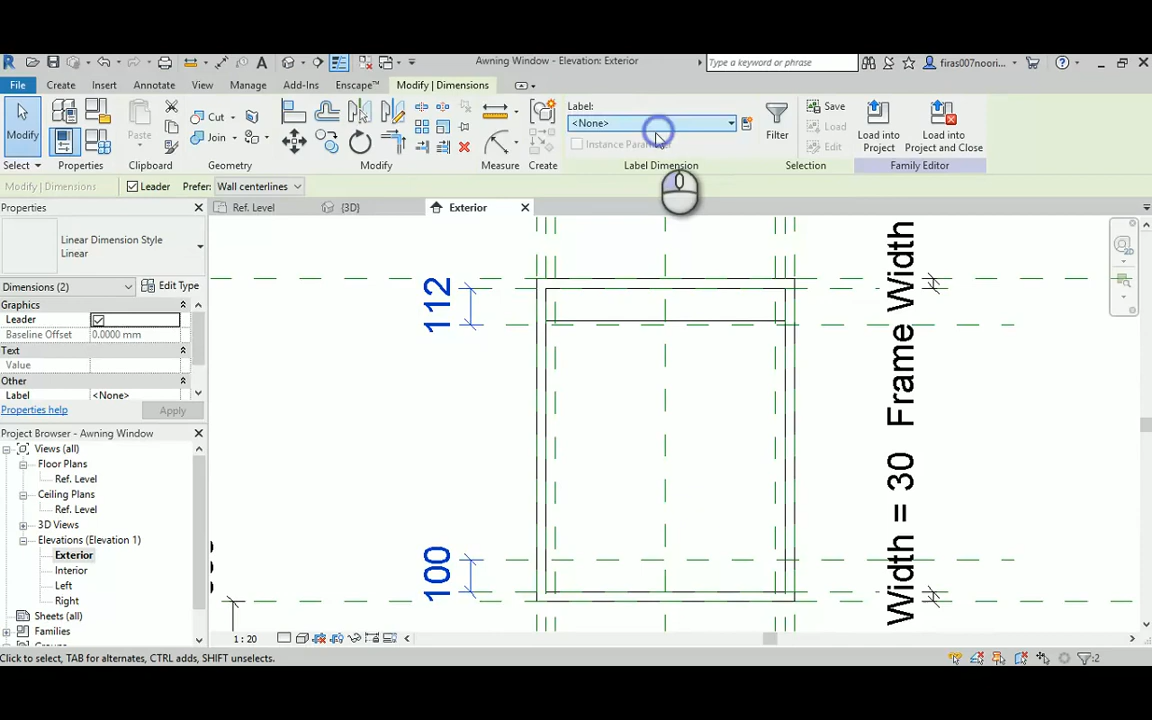 Awning Window - Elevation: Exterior
Type a keyword or phrase
firas007noori...
File
Create
Insert
Annotate
View
Manage
Add-Ins
Enscape™
Modify | Dimensions
Modify
Paste
Cut
Join
Label:
<None>
Instance Param
Filter
Save
Load
Edit
Load into
Project
Load into
Project and Close
Select
Properties
Clipboard
Geometry
Modify
Measure
Create
Label Dimension
Selection
Family Editor
Modify | Dimensions
Leader
Prefer:
Wall centerlines
Properties
Ref. Level
{3D}
Exterior
Linear Dimension Style
Linear
Dimensions (2)
Edit Type
Graphics
Leader
Baseline Offset
0.0000 mm
Text
Value
Other
Label
<None>
Properties help
Apply
Project Browser - Awning Window
Views (all)
Floor Plans
Ref. Level
Ceiling Plans
Ref. Level
3D Views
Elevations (Elevation 1)
Exterior
Interior
Left
Right
Sheets (all)
Families
112
100
Frame Width
Width = 30
1 : 20
Click to select, TAB for alternates, CTRL adds, SHIFT unselects.
:2